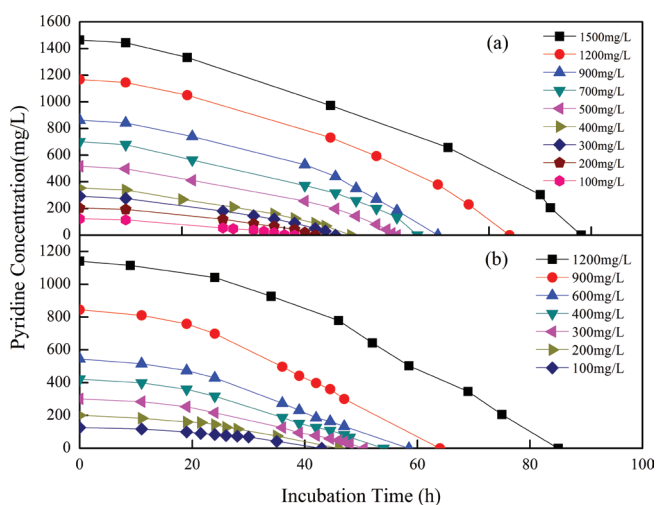 1600
1400
1200
1000
800
600
400
200
0
(a)
1500mg/L
1200mg/L
900mg/L
700mg/L
500mg/L
400mg/L
300mg/L
200mg/L
100mg/L
Pyridine Concentration(mg/L)
1200
1000
800
600
400
200
0
(b)
1200mg/L
900mg/L
600mg/L
400mg/L
300mg/L
200mg/L
100mg/L
0 20 40 60 80 100
Incubation Time (h)